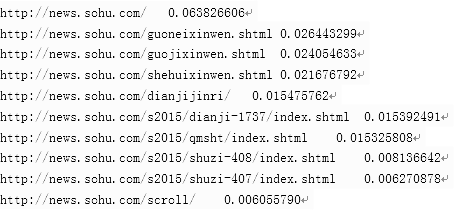 http://news.sohu.com/ 0.063826606
http://news.sohu.com/guoneixinwen.shtml 0.026443299
http://news.sohu.com/guojixinwen.shtml 0.024054633
http://news.sohu.com/shehuixinwen.shtml 0.021676792
http://news.sohu.com/dianjijinri/ 0.015475762
http://news.sohu.com/s2015/dianji-1737/index.shtml 0.015392491
http://news.sohu.com/s2015/qmsht/index.shtml 0.015325808
http://news.sohu.com/s2015/shuzi-408/index.shtml 0.008136642
http://news.sohu.com/s2015/shuzi-407/index.shtml 0.006270878
http://news.sohu.com/scroll/ 0.006055790